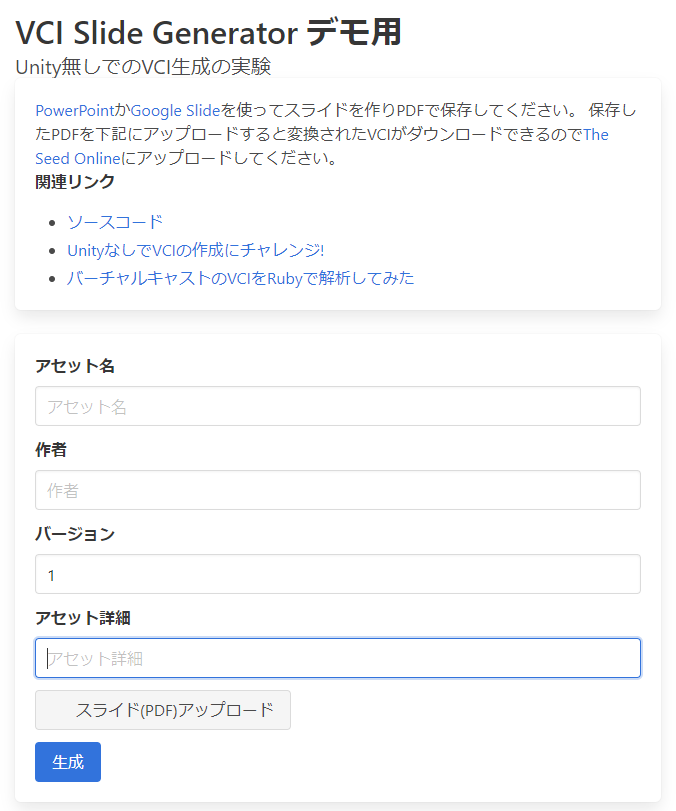 VCI Slide Generator デモ用
Unity無しでのVCI生成の実験
PowerPointかGoogle Slideを使ってスライドを作りPDFで保存してください。 保存し
たPDFを下記にアップロードすると変換されたVCIがダウンロードできるのでThe
Seed Onlineにアップロードしてください。
関連リンク
ソースコード
UnityなしでVCIの作成にチャレンジ!
バーチャルキャストのVCIをRubyで解析してみた
アセット名
アセット名
作者
作者
バージョン
1
アセット詳細
アセット詳細
スライド(PDF)アップロード
生成